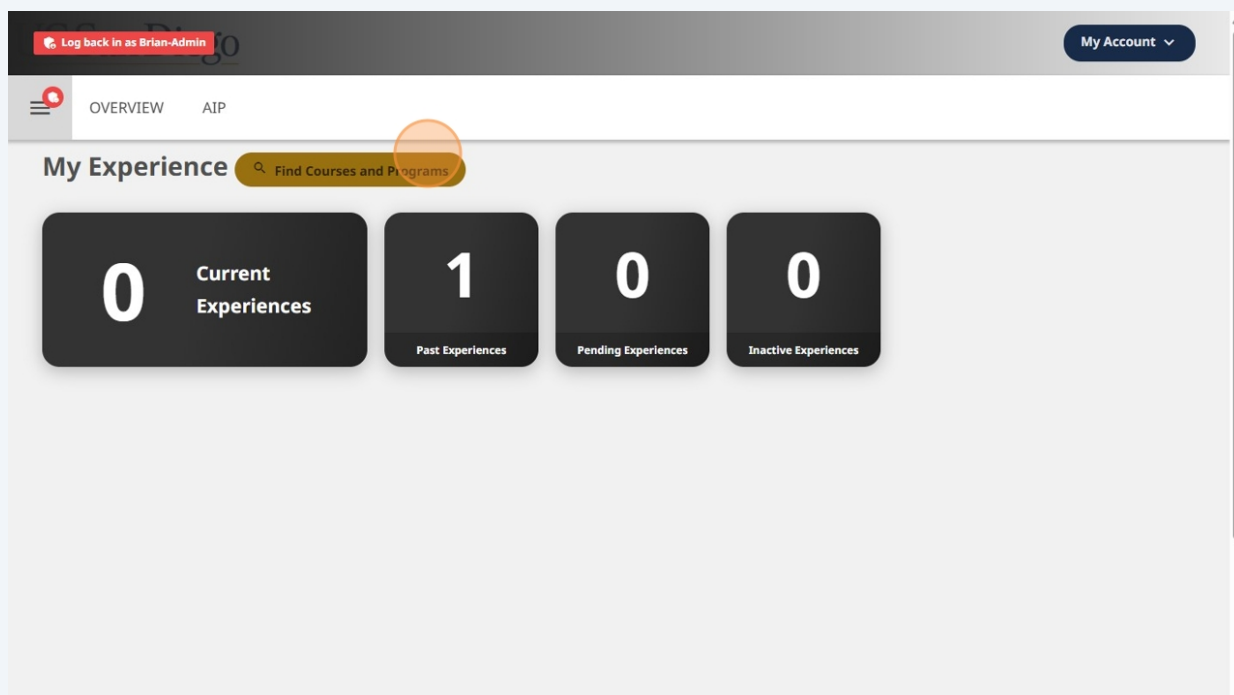 Log back in as Brian-Admin
go
My Account
OVERVIEW AIP
My Experience Find Courses and Programs
0 Current
Experiences
1
Past Experiences
0
Pending Experiences
0
Inactive Experiences